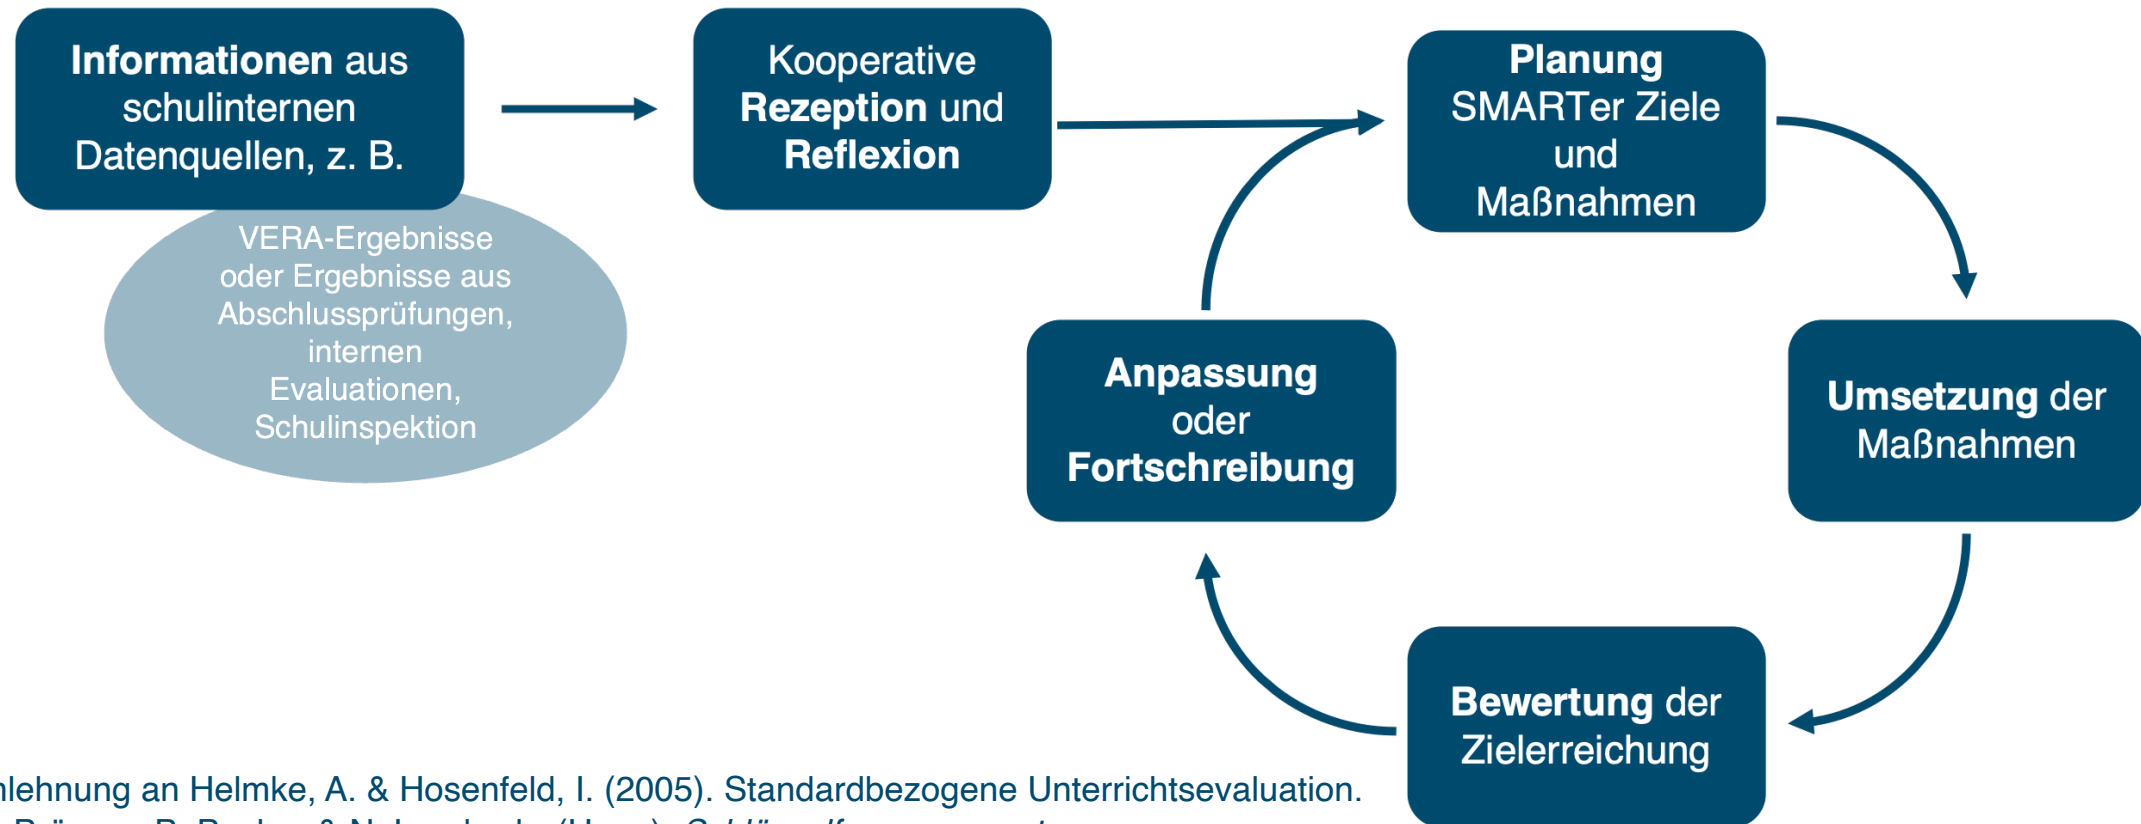 Informationen aus
schulinternen
Datenquellen, z. B.
VERA-Ergebnisse
oder Ergebnisse aus
Abschlussprüfungen,
internen
Evaluationen,
Schulinspektion
Kooperative
Rezeption und
Reflexion
Planung
SMARTer Ziele
und
Maßnahmen
Umsetzung der
Maßnahmen
Bewertung der
Zielerreichung
Anpassung
oder
Fortschreibung
an Helmke, A. & Hosenfeld, I. (2005). Standardbezogene Unterrichtsevaluation.